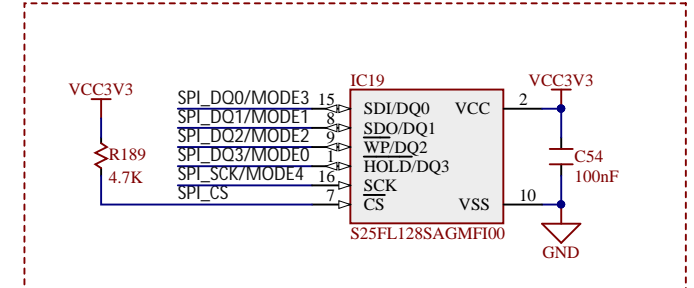 IC19
VCC3V3
VCC3V3
SPI_DQ0/MODE3 15 SDI/DQ0 VCC 2
SPI_DQ1/MODE1 8 SDO/DQ1
SPI_DQ2/MODE2 9 WP/DQ2
R189
C54
SPI_DQ3/MODE0 1 HOLD/DQ3
4.7K
100nF
SPI_SCK/MODE4 16 SCK
SPI_CS 7 CS VSS 10
S25FL128SAGMFI00
GND